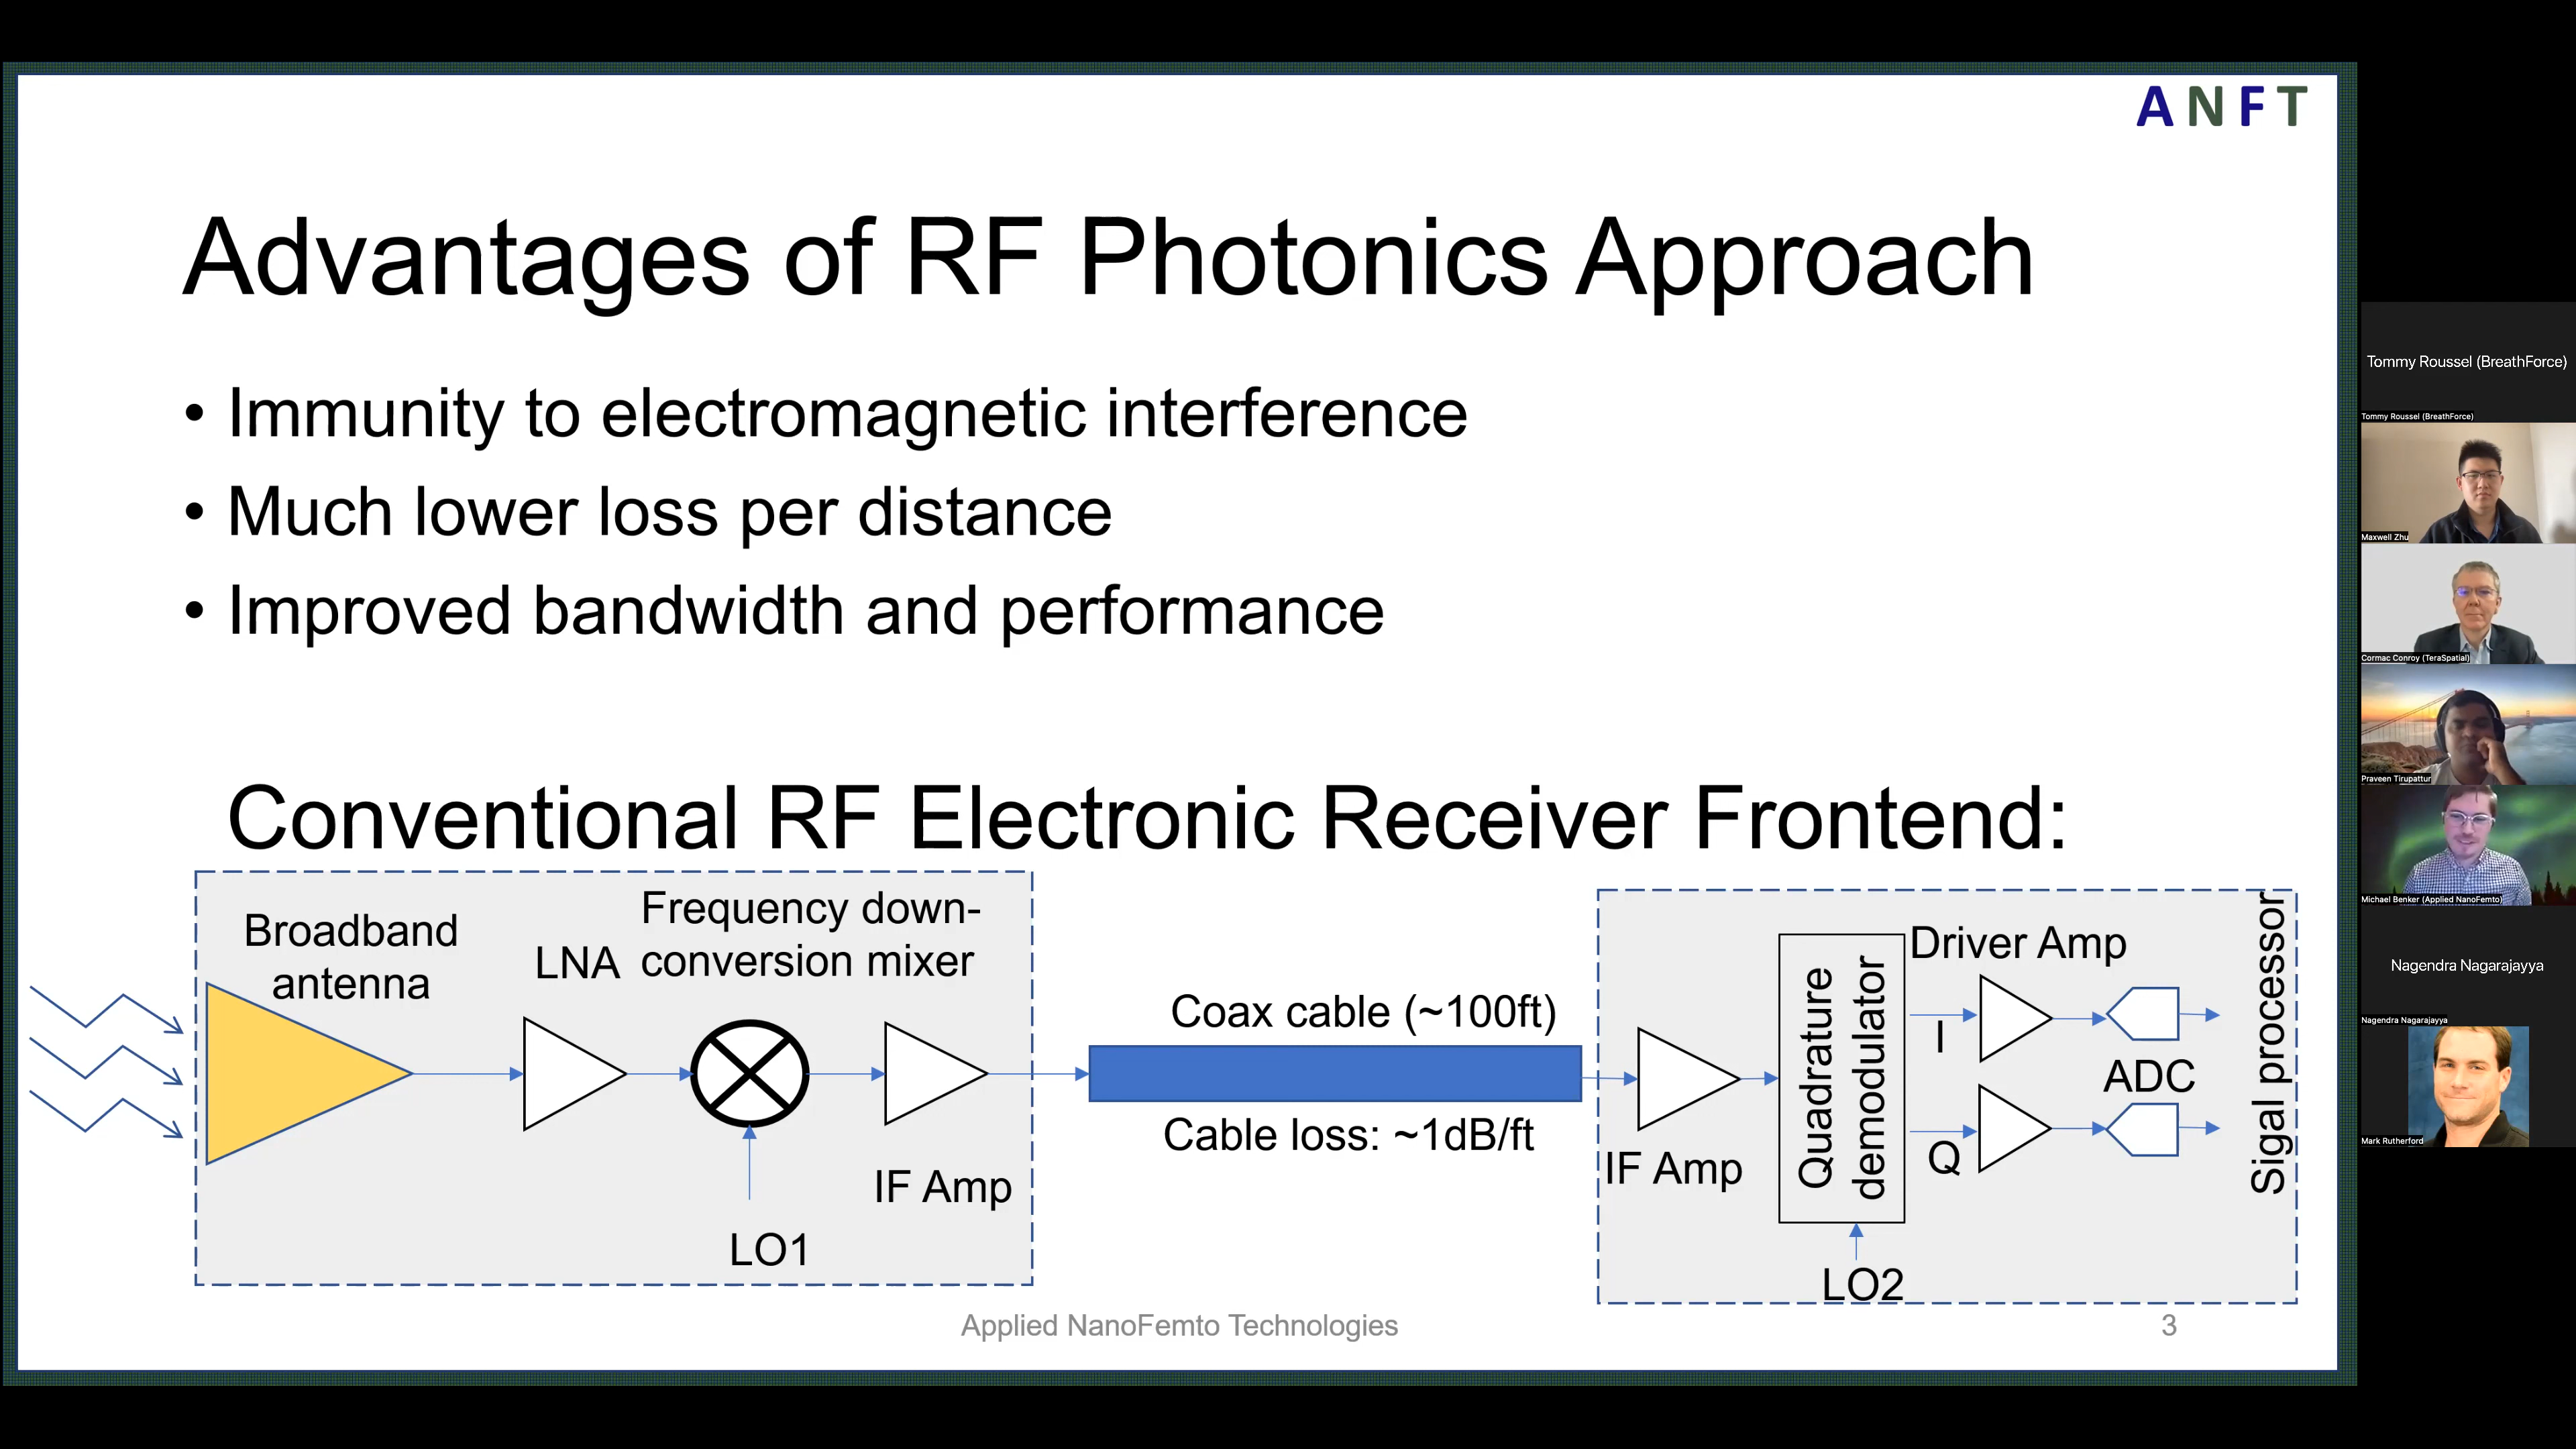 A N F T
Advantages of RF Photonics Approach
• Immunity to electromagnetic interference
• Much lower loss per distance
• Improved bandwidth and performance
Conventional RF Electronic Receiver Frontend:
Broadband
antenna
LNA
Frequency down-
conversion mixer
LO1
IF Amp
Coax cable (~100ft)
Cable loss: ~1dB/ft
IF Amp
Quadrature
demodulator
LO2
I
Q
Driver Amp
ADC
Sigal processor
Applied NanoFemto Technologies
3
Tommy Roussel (BreathForce)
Tommy Roussel (BreathForce)
Maxwell Zhu
Cormac Conroy (TeraSpatial)
Praveen Tirupattur
Michael Benker (Applied NanoFemto)
Nagendra Nagarajayya
Nagendra Nagarajayya
Mark Rutherford